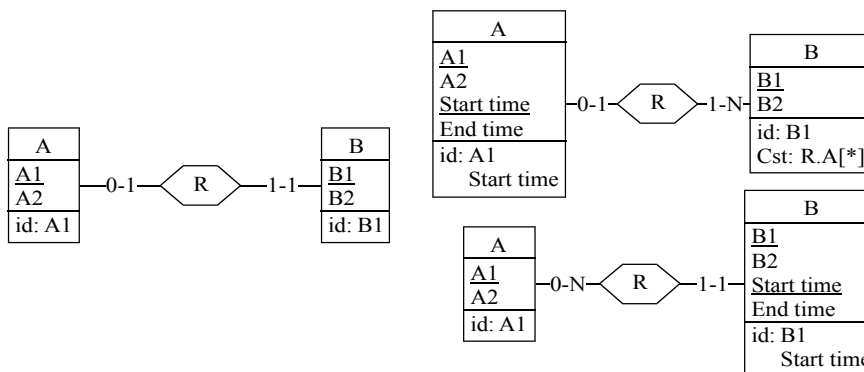 A
A1
A2
id: A1
0-1
R
1-1
B
B1
B2
id: B1
A
A1
A2
Start time
End time
id: A1
Start time
0-1
R
1-N
B
B1
B2
id: B1
Cst: R.A[*]
A
A1
A2
id: A1
0-N
R
1-1
B
B1
B2
Start time
End time
id: B1
Start time